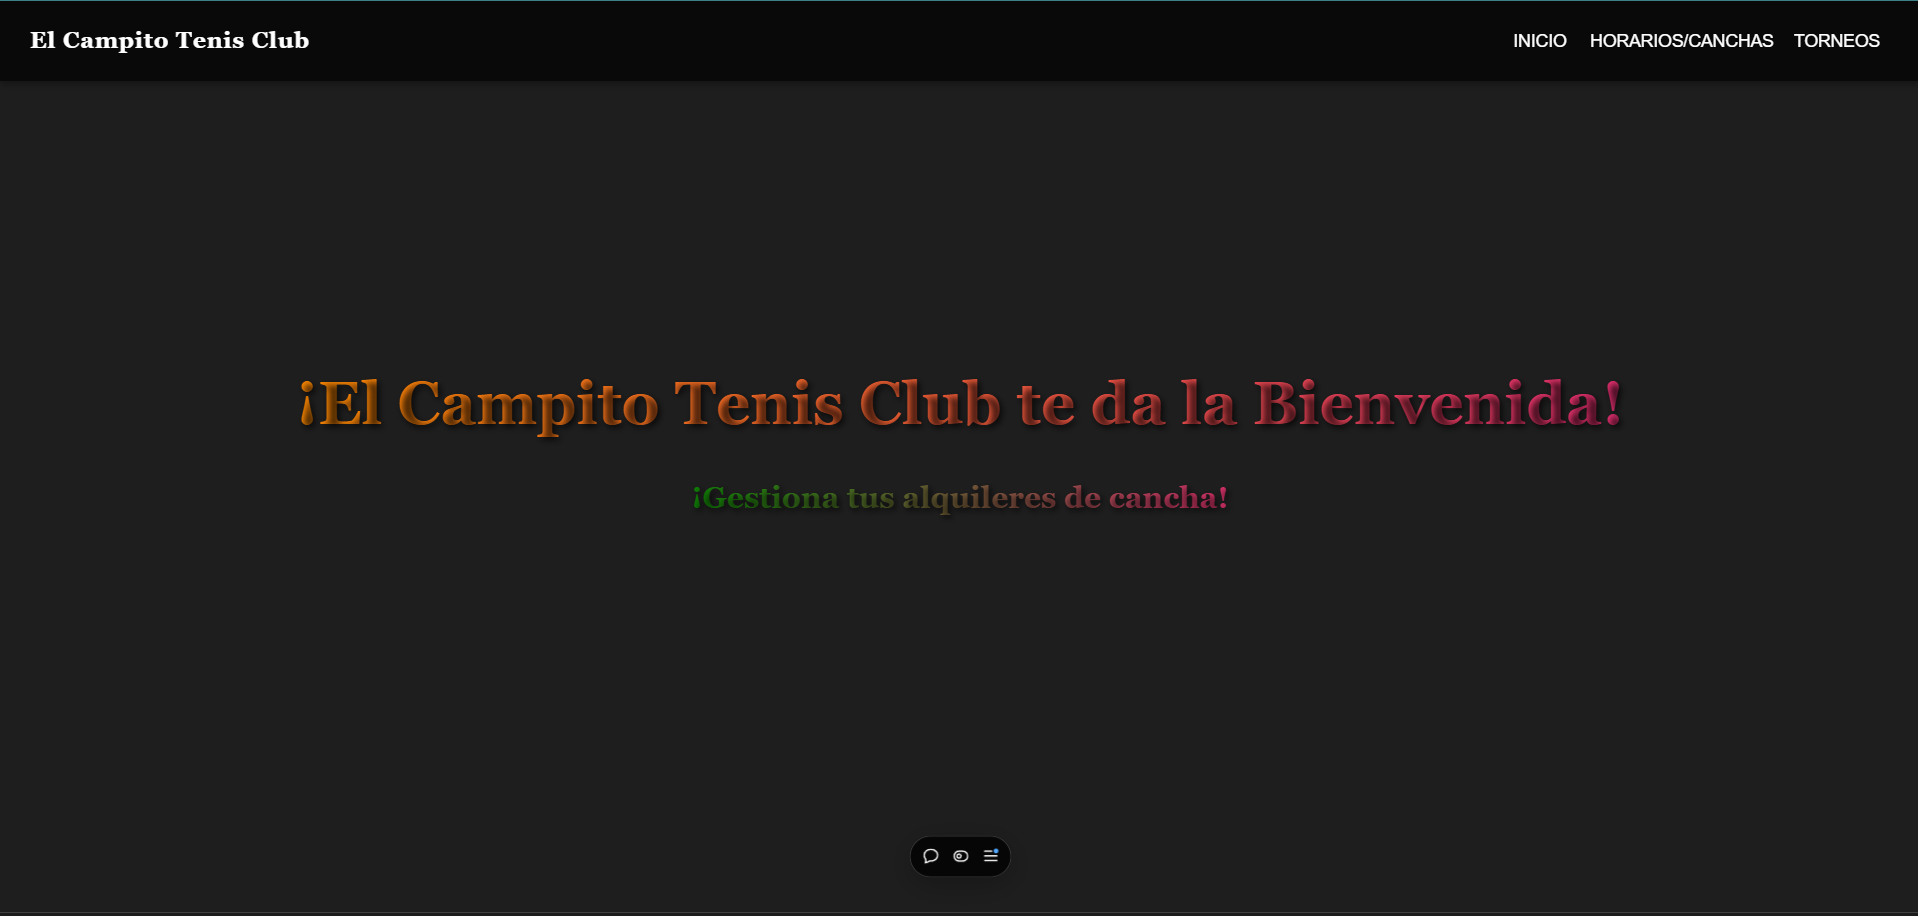 El Campito Tenis Club
INICIO HORARIOS/CANCHAS TORNEOS
¡El Campito Tenis Club te da la Bienvenida!
¡Gestiona tus alquileres de cancha!